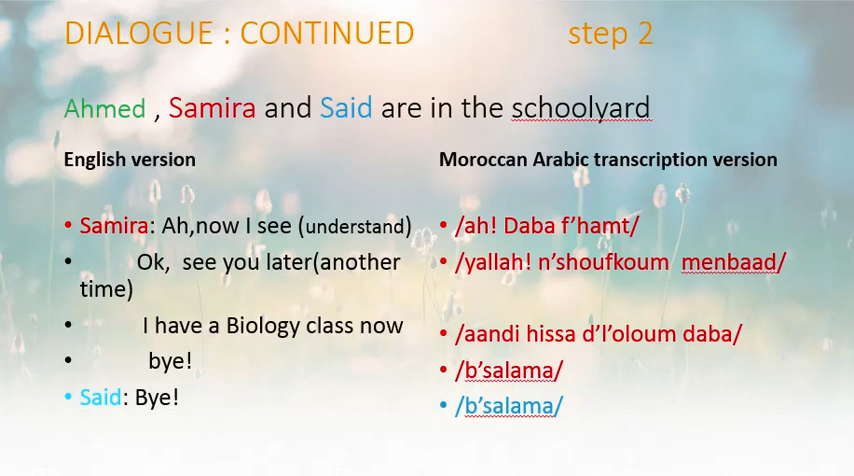 DIALOGUE : CONTINUED step 2
Ahmed , Samira and Said are in the schoolyard
English version
• Samira: Ah,now I see (understand)
• Ok, see you later(another
time)
• I have a Biology class now
• bye!
• Said: Bye!
Moroccan Arabic transcription version
• /ah! Daba f’hamt/
• /yallah! n’shoufkoum menbaad/
• /aandi hissa d’l’oloum daba/
• /b’salama/
• /b’salama/